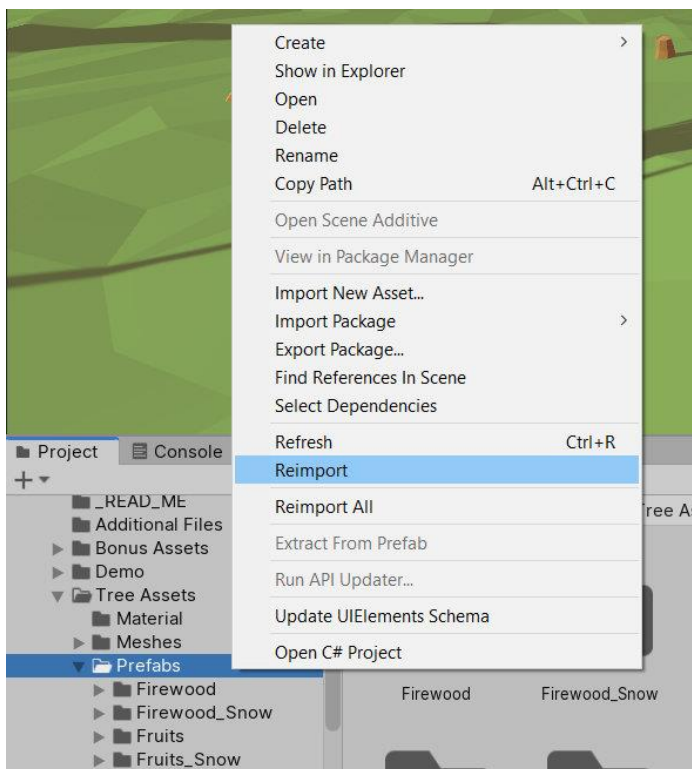 Create
Show in Explorer
Open
Delete
Rename
Copy Path Alt+Ctrl+C
Open Scene Additive
View in Package Manager
Import New Asset...
Import Package
Export Package...
Find References In Scene
Select Dependencies
Refresh Ctrl+R
Reimport
Reimport All
Extract From Prefab
Run API Updater...
Update UIElements Schema
Open C# Project
Project Console
_READ_ME
Additional Files
Bonus Assets
Demo
Tree Assets
Material
Meshes
Prefabs
Firewood
Firewood_Snow
Fruits
Fruits_Snow
Firewood Firewood_Snow